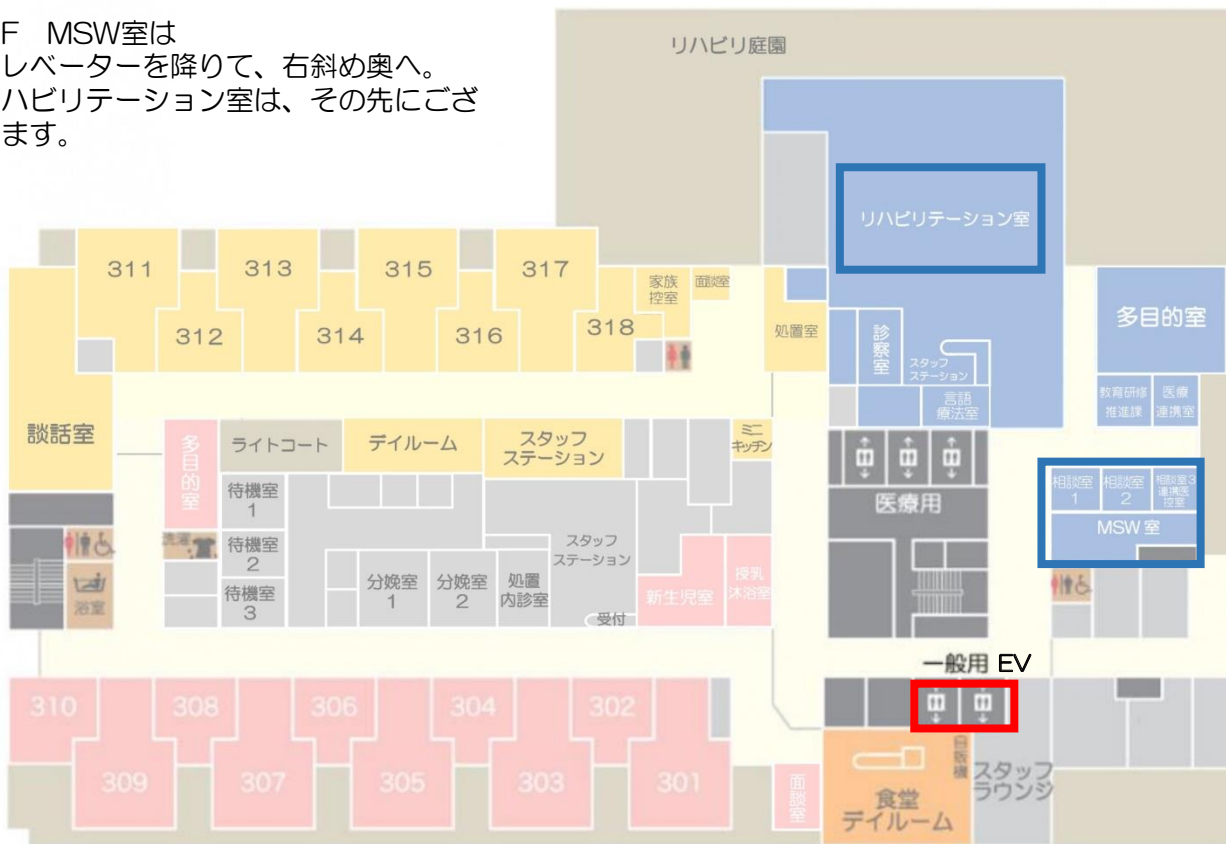 F　MSW室は
レベーターを降りて、右斜め奥へ。
ハビリテーション室は、その先にござ
ます。
リハビリ庭園
リハビリテーション室
311
313
315
317
家族
控室
面談室
312
314
316
318
処置室
診察室
スタッフ
ステーション
言語
療法室
多目的室
教育研修
推進課
医療
連携室
談話室
多目的室
ライトコート
デイルーム
スタッフ
ステーション
ミニ
キッチン
医療用
相談室
1
相談室
2
相談室3
連携医
控室
MSW室
待機室
1
洗濯
待機室
2
待機室
3
分娩室
1
分娩室
2
処置
内診室
スタッフ
ステーション
受付
新生児室
授乳
沐浴室
浴室
一般用 EV
310
308
306
304
302
309
307
305
303
301
面談室
自販機
食堂
デイルーム
スタッフ
ラウンジ